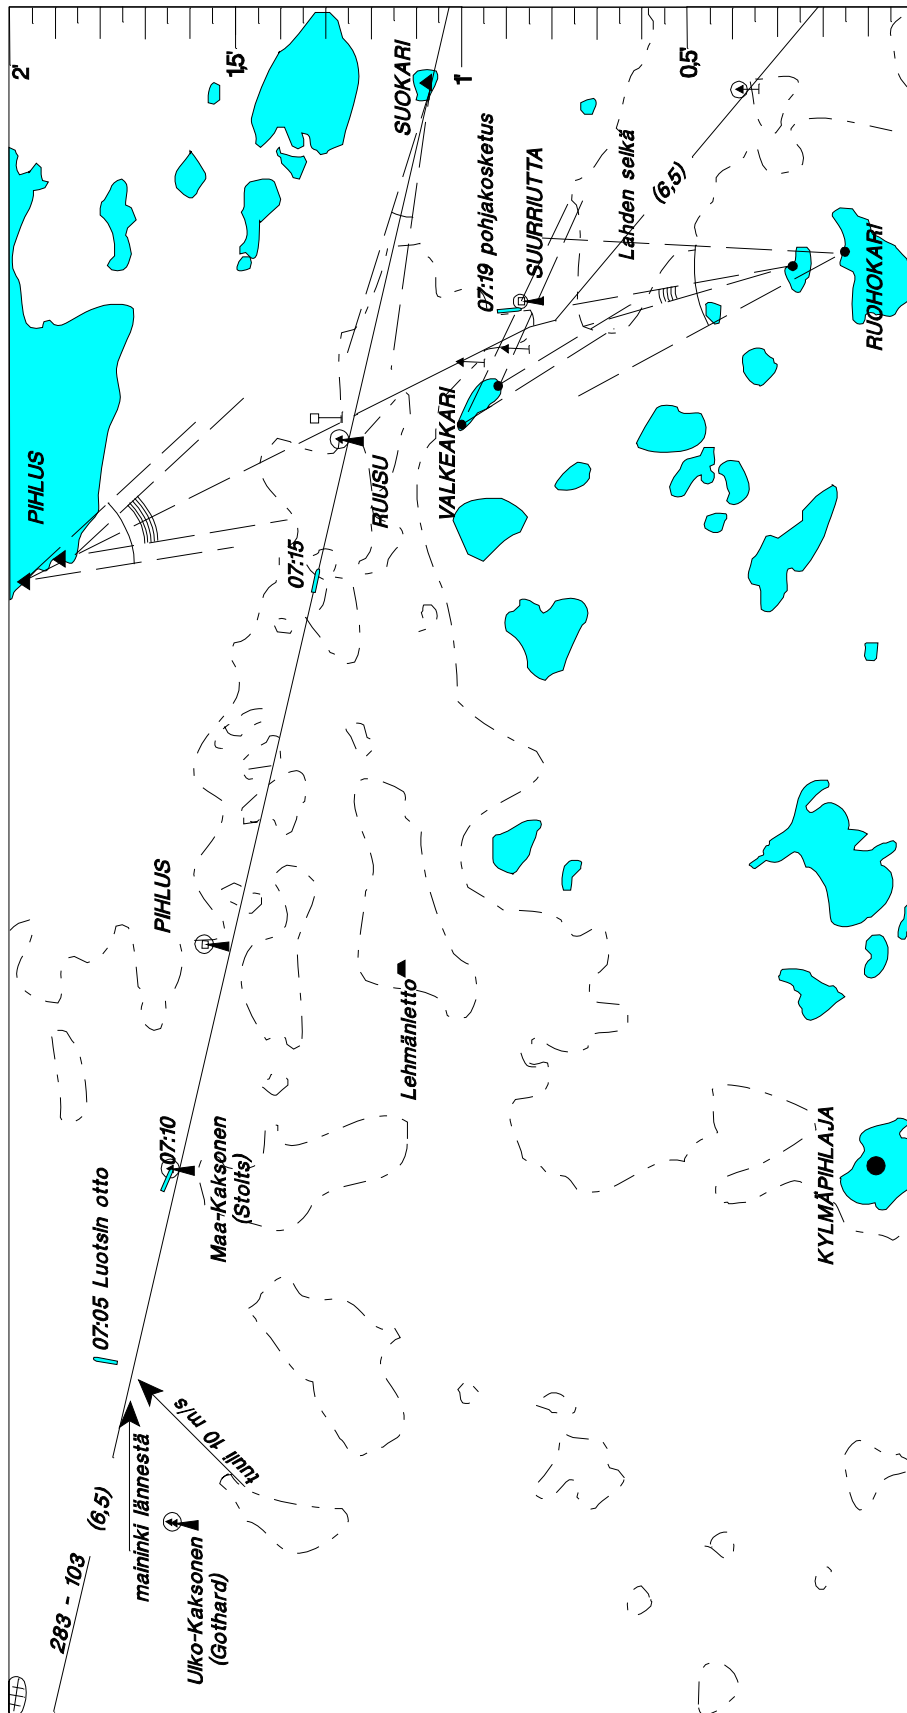 2'
1,5'
1'
0,5'
SUOKARI
07:19 pohjakosketus
SUURRIUTTA
Lahden selkä
(6,5)
RUOHOKARI
PIHLUS
RUUSU
VALKEAKARI
07:15
PIHLUS
Lehmänletto
KYLMÄPIHLAJA
07:10
Maa-Kaksonen
(Stolts)
07:05 Luotsin otto
tuuli 10 m/s
maininki lännestä
Ulko-Kaksonen
(Gothard)
283 - 103 (6,5)